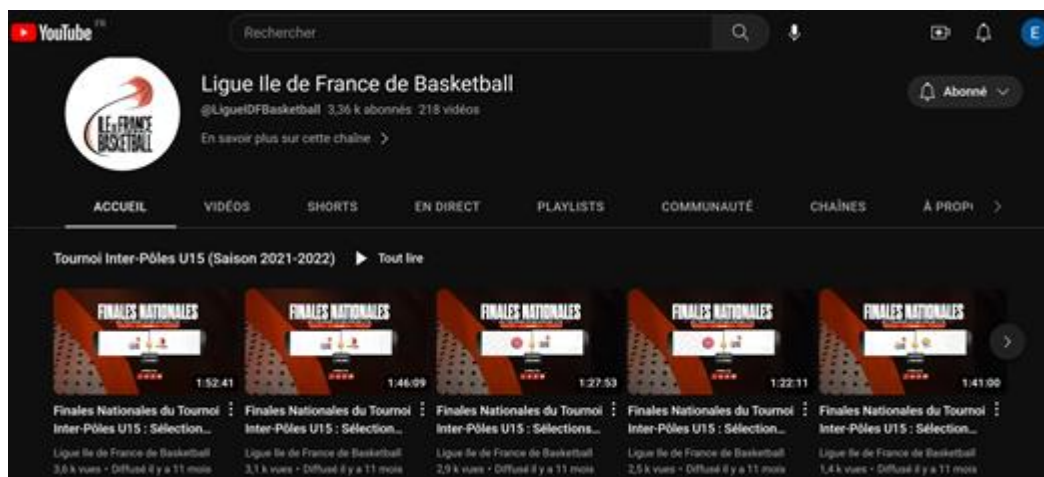 YouTube FR
Rechercher
E
Ligue Ile de France de Basketball
@LigueIDFBasketball 3,36 k abonnés 218 vidéos
En savoir plus sur cette chaîne >
Abonné
ILE de FRANCE
BASKETBALL
ACCUEIL VIDÉOS SHORTS EN DIRECT PLAYLISTS COMMUNAUTÉ CHAÎNES À PROP
Tournoi Inter-Pôles U15 (Saison 2021-2022) Tout lire
FINALES NATIONALES FINALES NATIONALES FINALES NATIONALES FINALES NATIONALES FINALES NATIONALES
1:52:41 1:46:09 1:27:53 1:22:11 1:41:00
Finales Nationales du Tournoi Finales Nationales du Tournoi Finales Nationales du Tournoi Finales Nationales du Tournoi Finales Nationales du Tournoi
Inter-Pôles U15 : Sélection... Inter-Pôles U15 : Sélection... Inter-Pôles U15 : Sélections... Inter-Pôles U15 : Sélection... Inter-Pôles U15 : Sélection...
Ligue Ile de France de Basketball Ligue Ile de France de Basketball Ligue Ile de France de Basketball Ligue Ile de France de Basketball Ligue Ile de France de Basketball
3,6 k vues • Diffusé il y a 11 mois 3,1 k vues • Diffusé il y a 11 mois 2,9 k vues • Diffusé il y a 11 mois 2,5 k vues • Diffusé il y a 11 mois 1,4 k vues • Diffusé il y a 11 mois